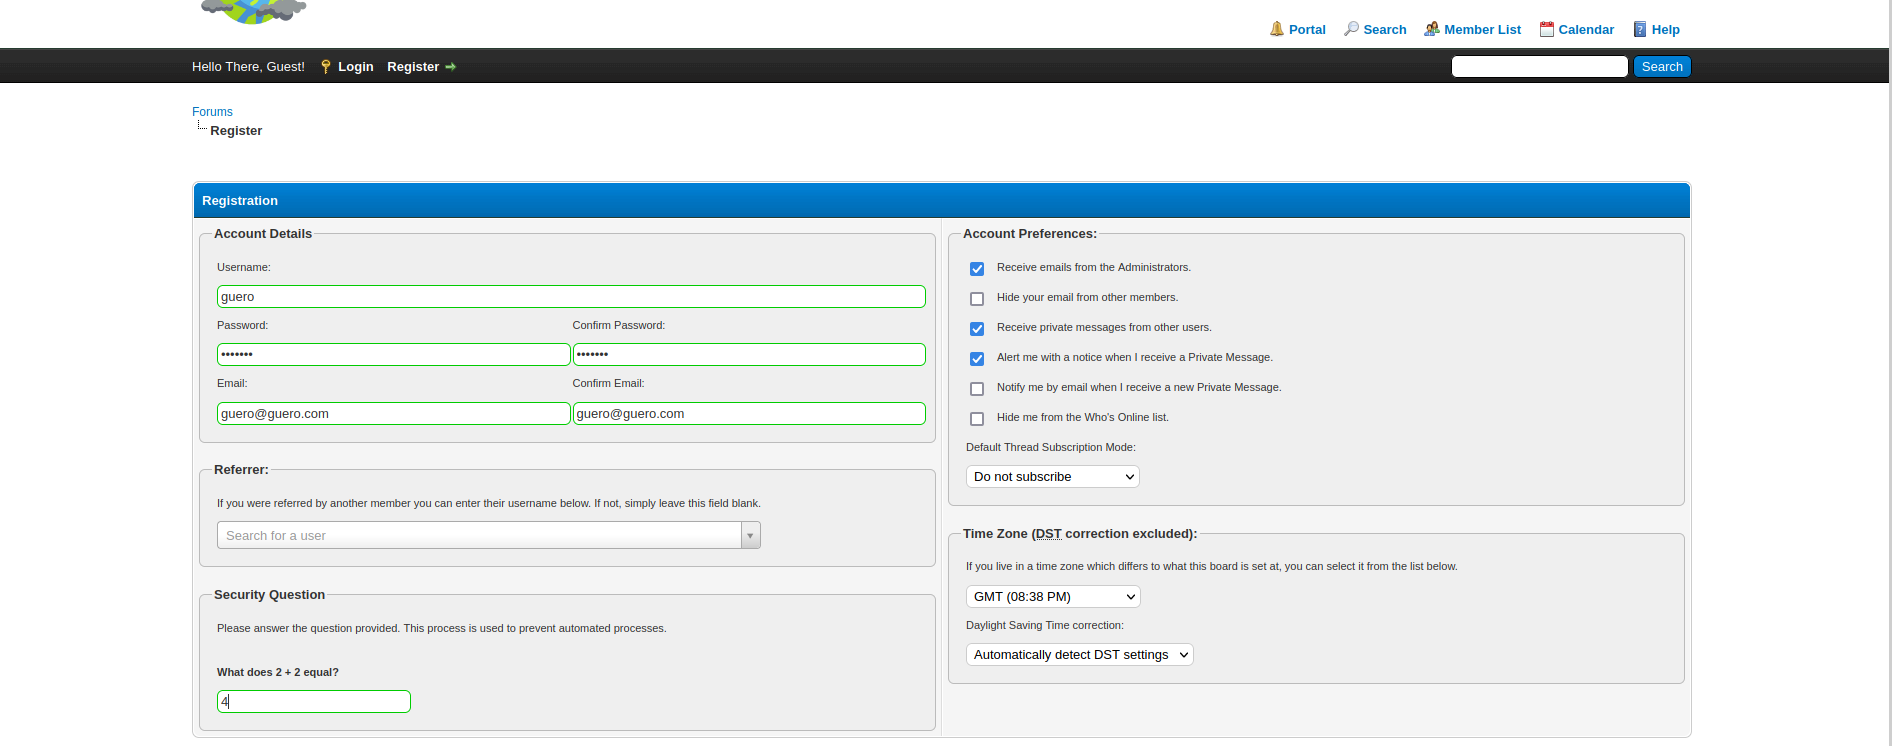 Portal Search Member List Calendar Help
Hello There, Guest! Login Register Search
Forums
Register
Registration
Account Details
Username:
guero
Password: Confirm Password:
••••••• •••••••
Email: Confirm Email:
guero@guero.com guero@guero.com
Referrer:
If you were referred by another member you can enter their username below. If not, simply leave this field blank.
Search for a user
Security Question
Please answer the question provided. This process is used to prevent automated processes.
What does 2 + 2 equal?
4
Account Preferences:
Receive emails from the Administrators.
Hide your email from other members.
Receive private messages from other users.
Alert me with a notice when I receive a Private Message.
Notify me by email when I receive a new Private Message.
Hide me from the Who's Online list.
Default Thread Subscription Mode:
Do not subscribe
Time Zone (DST correction excluded):
If you live in a time zone which differs to what this board is set at, you can select it from the list below.
GMT (08:38 PM)
Daylight Saving Time correction:
Automatically detect DST settings